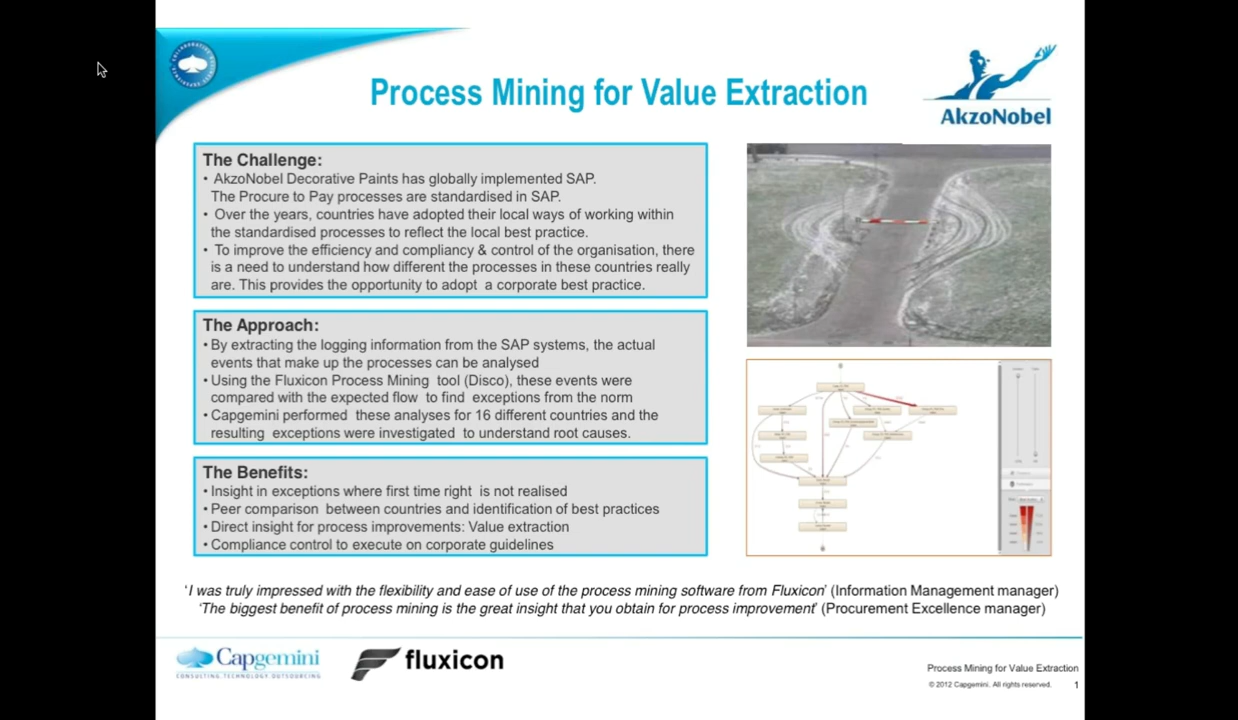 Process Mining for Value Extraction
AkzoNobel
The Challenge:
• AkzoNobel Decorative Paints has globally implemented SAP.
The Procure to Pay processes are standardised in SAP.
• Over the years, countries have adopted their local ways of working within
the standardised processes to reflect the local best practice.
• To improve the efficiency and compliancy & control of the organisation, there
is a need to understand how different the processes in these countries really
are. This provides the opportunity to adopt a corporate best practice.
The Approach:
• By extracting the logging information from the SAP systems, the actual
events that make up the processes can be analysed
• Using the Fluxicon Process Mining tool (Disco), these events were
compared with the expected flow to find exceptions from the norm
• Capgemini performed these analyses for 16 different countries and the
resulting exceptions were investigated to understand root causes.
The Benefits:
• Insight in exceptions where first time right is not realised
• Peer comparison between countries and identification of best practices
• Direct insight for process improvements: Value extraction
• Compliance control to execute on corporate guidelines
'I was truly impressed with the flexibility and ease of use of the process mining software from Fluxicon' (Information Management manager)
'The biggest benefit of process mining is the great insight that you obtain for process improvement' (Procurement Excellence manager)
Capgemini
CONSULTING.TECHNOLOGY.OUTSOURCING
fluxicon
Process Mining for Value Extraction
© 2012 Capgemini. All rights reserved. 1